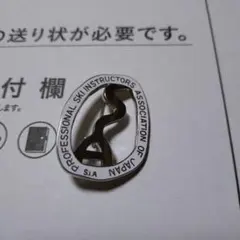 送り状が必要です。
付欄
します。
PROFESSIONAL SKI INSTRUCTORS ASSOCIATION OF JAPAN
SIA